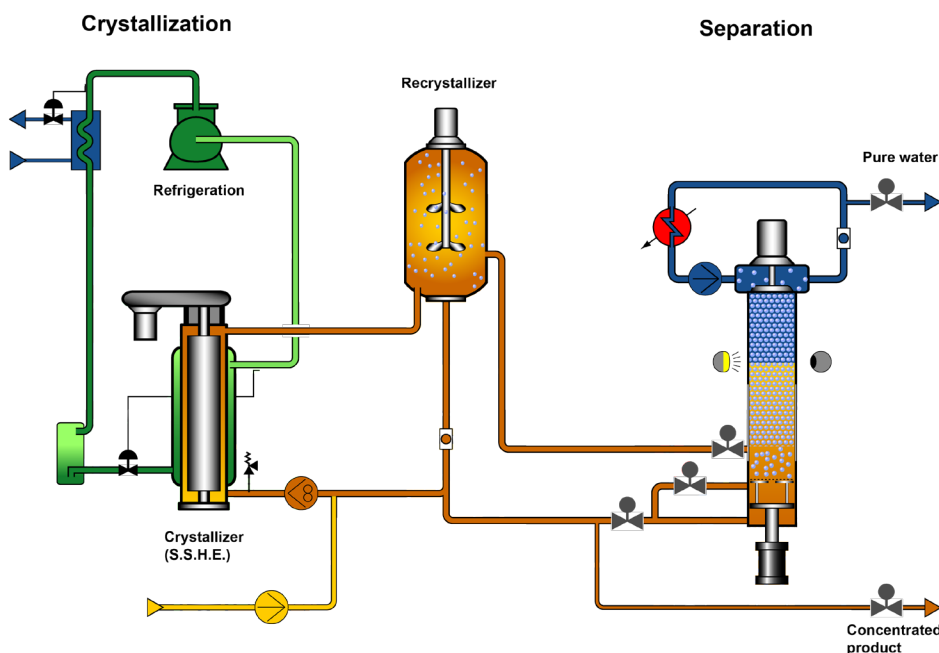 Crystallization
Separation
Recrystallizer
Refrigeration
Pure water
Crystallizer
(S.S.H.E.)
Concentrated
product